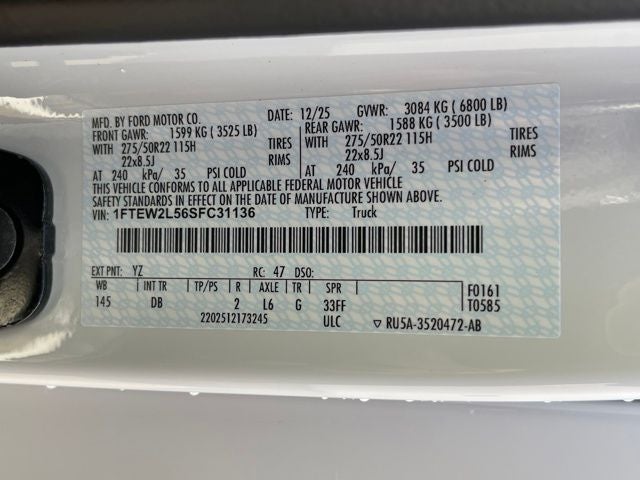 MFD. BY FORD MOTOR CO. DATE: 12/25 GVWR: 3084 KG ( 6800 LB)
FRONT GAWR: 1599 KG ( 3525 LB) REAR GAWR: 1588 KG ( 3500 LB)
WITH 275/50R22 115H TIRES WITH 275/50R22 115H TIRES
22x8.5J RIMS 22x8.5J RIMS
AT 240 kPa/ 35 PSI COLD AT 240 kPa/ 35 PSI COLD
THIS VEHICLE CONFORMS TO ALL APPLICABLE FEDERAL MOTOR VEHICLE
SAFETY STANDARDS IN EFFECT ON THE DATE OF MANUFACTURE SHOWN ABOVE.
VIN: 1FTEW2L56SFC31136 TYPE: Truck
EXT PNT: YZ RC: 47 DSO:
WB INT TR TP/PS R AXLE TR SPR F0161
145 DB 2 L6 G 33FF T0585
2202512173245 ULC ▽ RU5A-3520472-AB